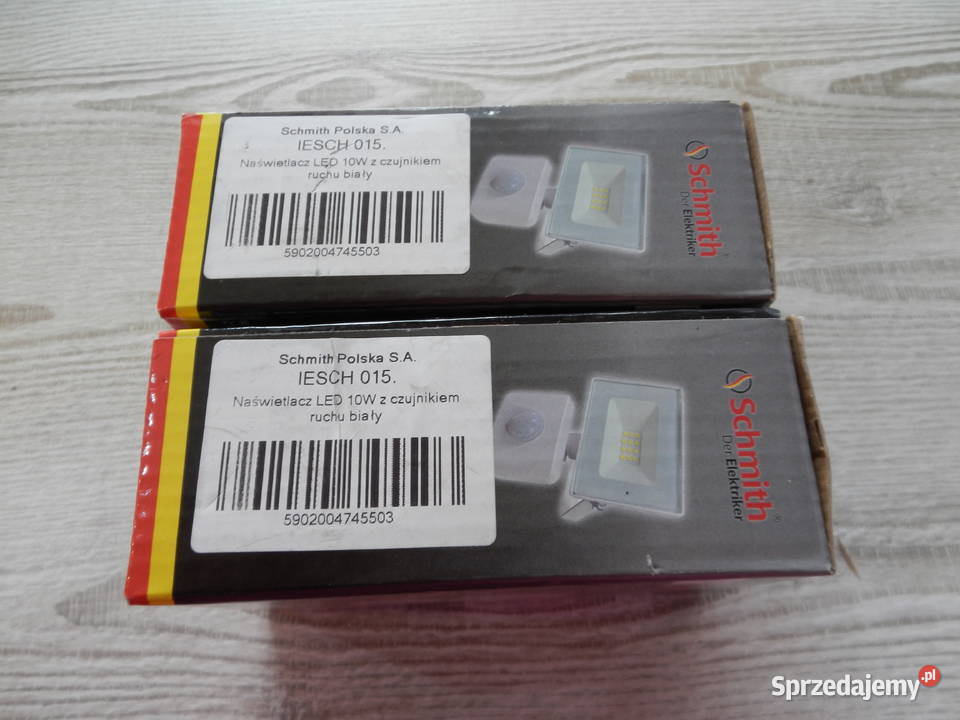 Schmith Polska S.A.
IESCH 015.
Naświetlacz LED 10W z czujnikiem
ruchu biały
5902004745503
Schmith
Der Elektriker
Schmith Polska S.A.
IESCH 015.
Naświetlacz LED 10W z czujnikiem
ruchu biały
5902004745503
Schmith®
Der Elektriker
Sprzedajemy.pl